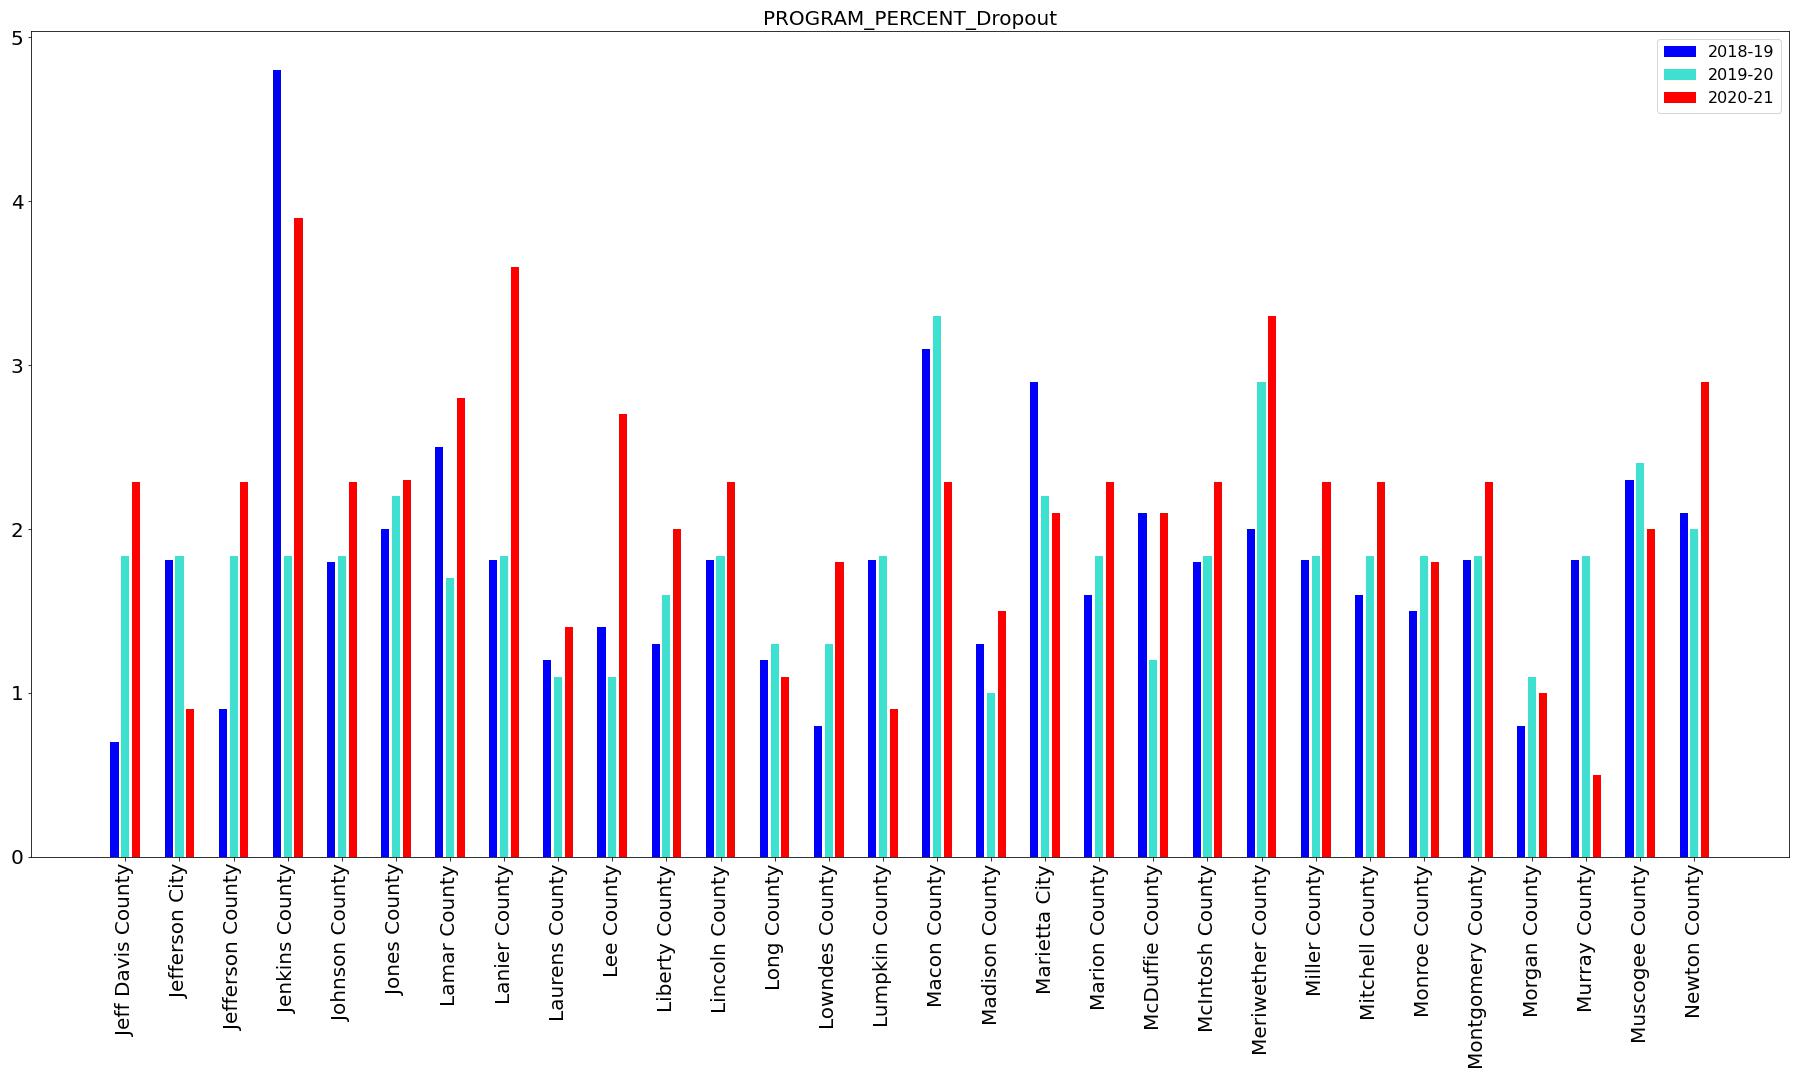 PROGRAM_PERCENT_Dropout
5
4
3
2
1
0
2018-19
2019-20
2020-21
Jeff Davis County
Jefferson City
Jefferson County
Jenkins County
Johnson County
Jones County
Lamar County
Lanier County
Laurens County
Lee County
Liberty County
Lincoln County
Long County
Lowndes County
Lumpkin County
Macon County
Madison County
Marietta City
Marion County
McDuffie County
McIntosh County
Meriwether County
Miller County
Mitchell County
Monroe County
Montgomery County
Morgan County
Murray County
Muscogee County
Newton County